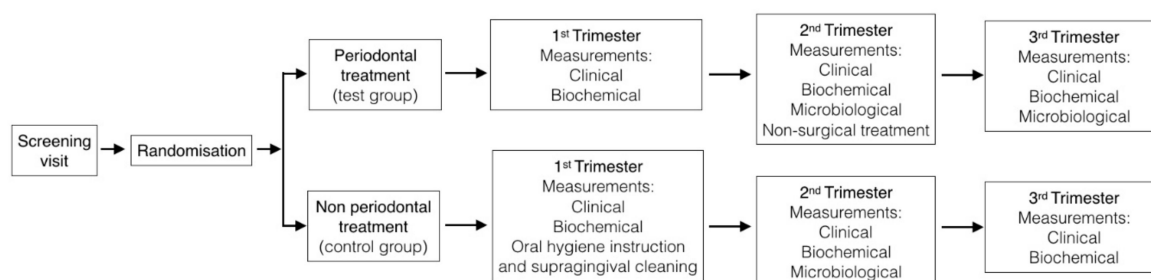 Screening
visit
Randomisation
Periodontal
treatment
(test group)
1st Trimester
Measurements:
Clinical
Biochemical
2nd Trimester
Measurements:
Clinical
Biochemical
Microbiological
Non-surgical treatment
3rd Trimester
Measurements:
Clinical
Biochemical
Microbiological
Non periodontal
treatment
(control group)
1st Trimester
Measurements:
Clinical
Biochemical
Oral hygiene instruction
and supragingival cleaning
2nd Trimester
Measurements:
Clinical
Biochemical
Microbiological
3rd Trimester
Measurements:
Clinical
Biochemical